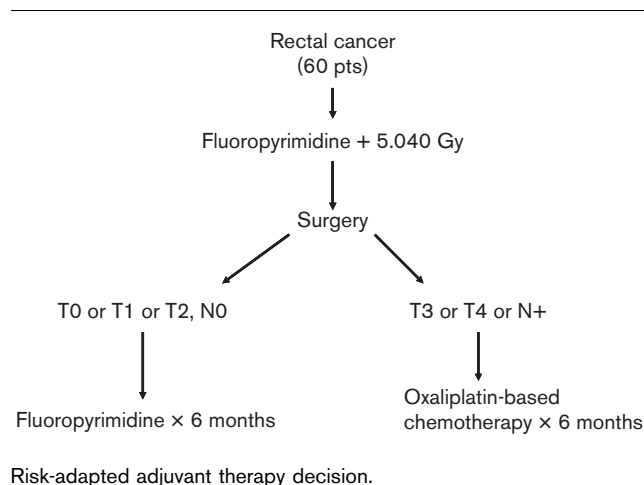 Rectal cancer
(60 pts)
Fluoropyrimidine + 5.040 Gy
Surgery
T0 or T1 or T2, N0
T3 or T4 or N+
Fluoropyrimidine × 6 months
Oxaliplatin-based
chemotherapy × 6 months
Risk-adapted adjuvant therapy decision.